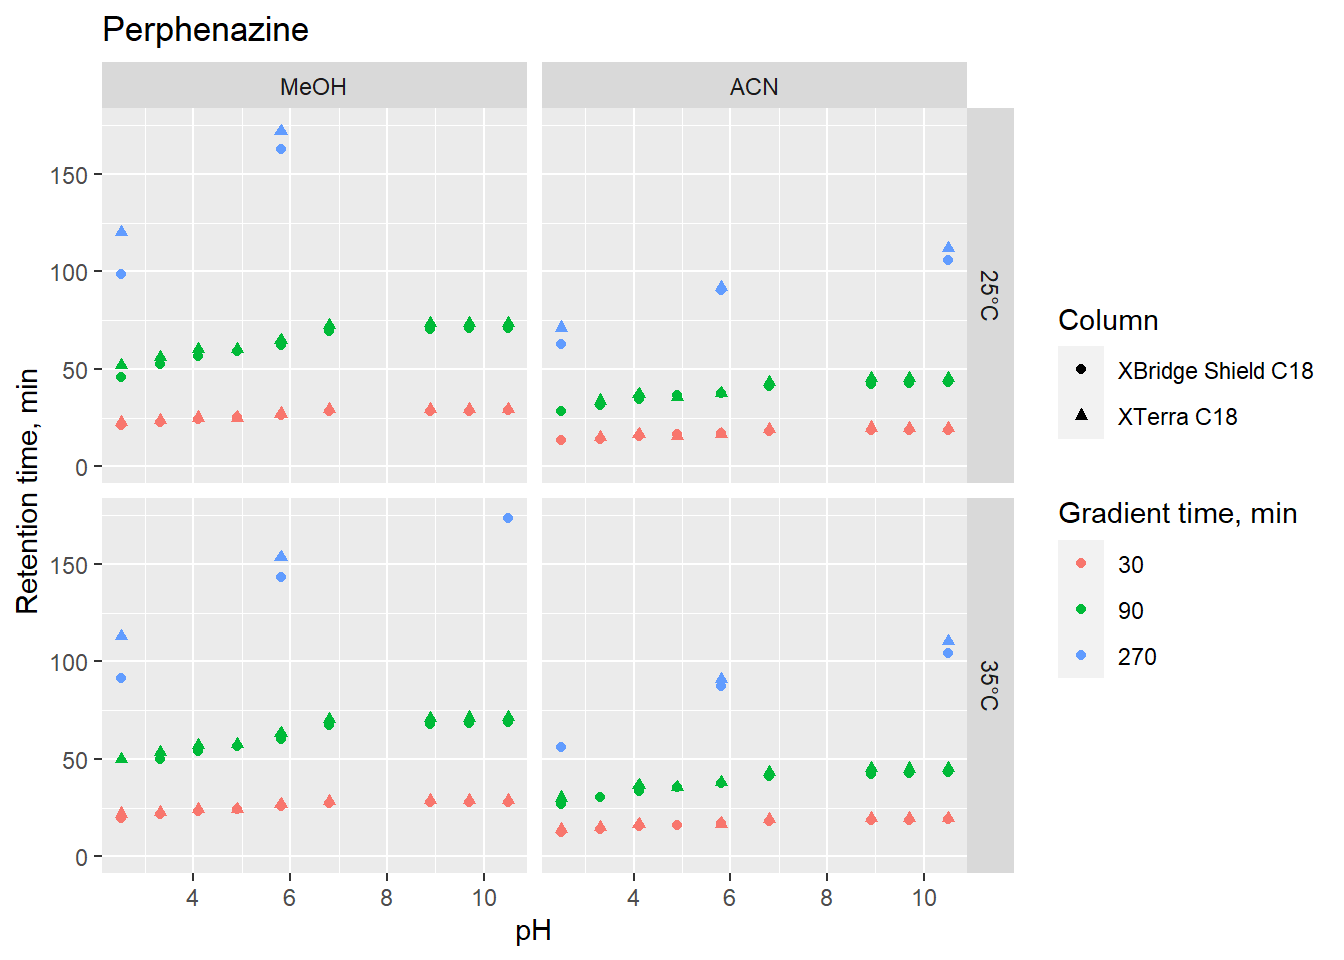 Perphenazine
MeOH
ACN
150
100
50
0
25°C
150
100
50
0
35°C
4
6
8
10
4
6
8
10
pH
Retention time, min
Column
XBridge Shield C18
XTerra C18
Gradient time, min
30
90
270